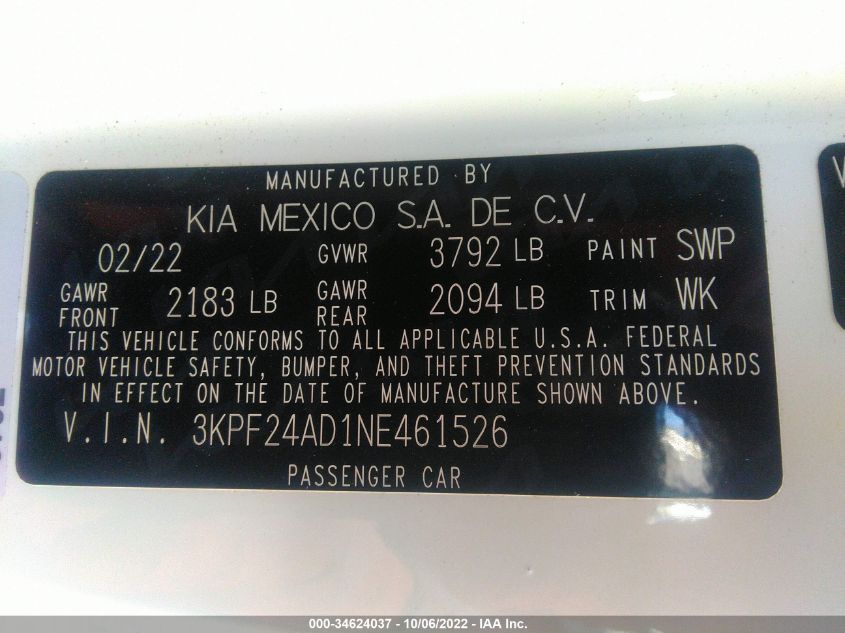 MANUFACTURED BY
KIA MEXICO S.A. DE C.V.
02/22 GVWR 3792 LB PAINT SWP
GAWR FRONT 2183 LB GAWR REAR 2094 LB TRIM WK
THIS VEHICLE CONFORMS TO ALL APPLICABLE U.S.A. FEDERAL
MOTOR VEHICLE SAFETY, BUMPER, AND THEFT PREVENTION STANDARDS
IN EFFECT ON THE DATE OF MANUFACTURE SHOWN ABOVE.
V.I.N. 3KPF24AD1NE461526
PASSENGER CAR
000-34624037 - 10/06/2022 - IAA Inc.